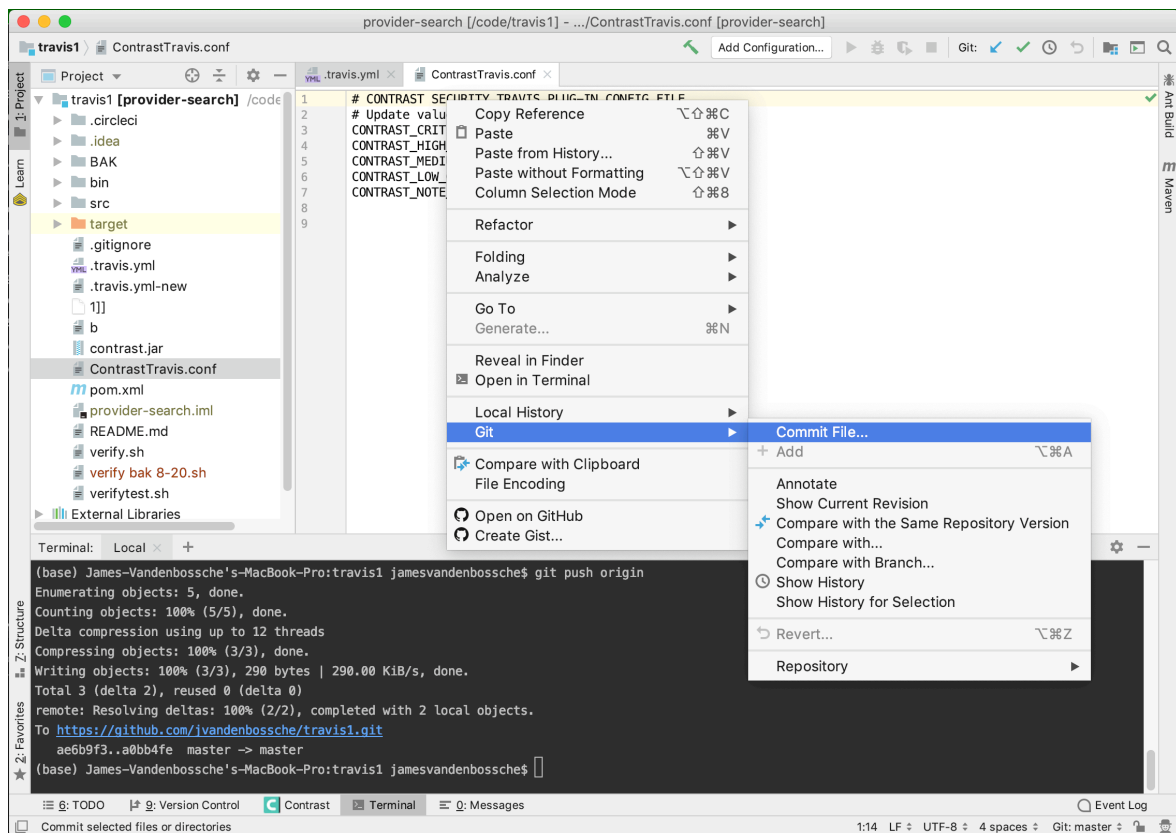 provider-search [/code/travis1] - .../ContrastTravis.conf [provider-search]
travis1 ContrastTravis.conf Add Configuration... Git:
Project
.travis.yml ContrastTravis.conf
1: Project
Learn
Z: Structure
2: Favorites
Ant Build
Maven
travis1 [provider-search] /code
.circleci
.idea
BAK
bin
src
target
.gitignore
.travis.yml
.travis.yml-new
1]]
b
contrast.jar
ContrastTravis.conf
pom.xml
provider-search.iml
README.md
verify.sh
verify bak 8-20.sh
verifytest.sh
External Libraries
1 # CONTRAST SECURITY TRAVIS PLUG-IN CONFIG FILE
2 # Update valu
3 CONTRAST_CRIT
4 CONTRAST_HIGH_
5 CONTRAST_MEDI
6 CONTRAST_LOW_
7 CONTRAST_NOTE_
8
9
Copy Reference ⌥⇧⌘C
Paste ⌘V
Paste from History... ⇧⌘V
Paste without Formatting ⌥⇧⌘V
Column Selection Mode ⇧⌘8
Refactor
Folding
Analyze
Go To
Generate... ⌘N
Reveal in Finder
Open in Terminal
Local History
Git
Compare with Clipboard
File Encoding
Open on GitHub
Create Gist...
Commit File...
Add ⌥⌘A
Annotate
Show Current Revision
Compare with the Same Repository Version
Compare with...
Compare with Branch...
Show History
Show History for Selection
Revert... ⌥⌘Z
Repository
Terminal: Local
(base) James-Vandenbossche's-MacBook-Pro:travis1 jamesvandenbossche$ git push origin
Enumerating objects: 5, done.
Counting objects: 100% (5/5), done.
Delta compression using up to 12 threads
Compressing objects: 100% (3/3), done.
Writing objects: 100% (3/3), 290 bytes | 290.00 KiB/s, done.
Total 3 (delta 2), reused 0 (delta 0)
remote: Resolving deltas: 100% (2/2), completed with 2 local objects.
To https://github.com/jvandenbossche/travis1.git
ae6b9f3..a0bb4fe master -> master
(base) James-Vandenbossche's-MacBook-Pro:travis1 jamesvandenbossche$
6: TODO 9: Version Control Contrast Terminal 0: Messages Event Log
Commit selected files or directories 1:14 LF UTF-8 4 spaces Git: master